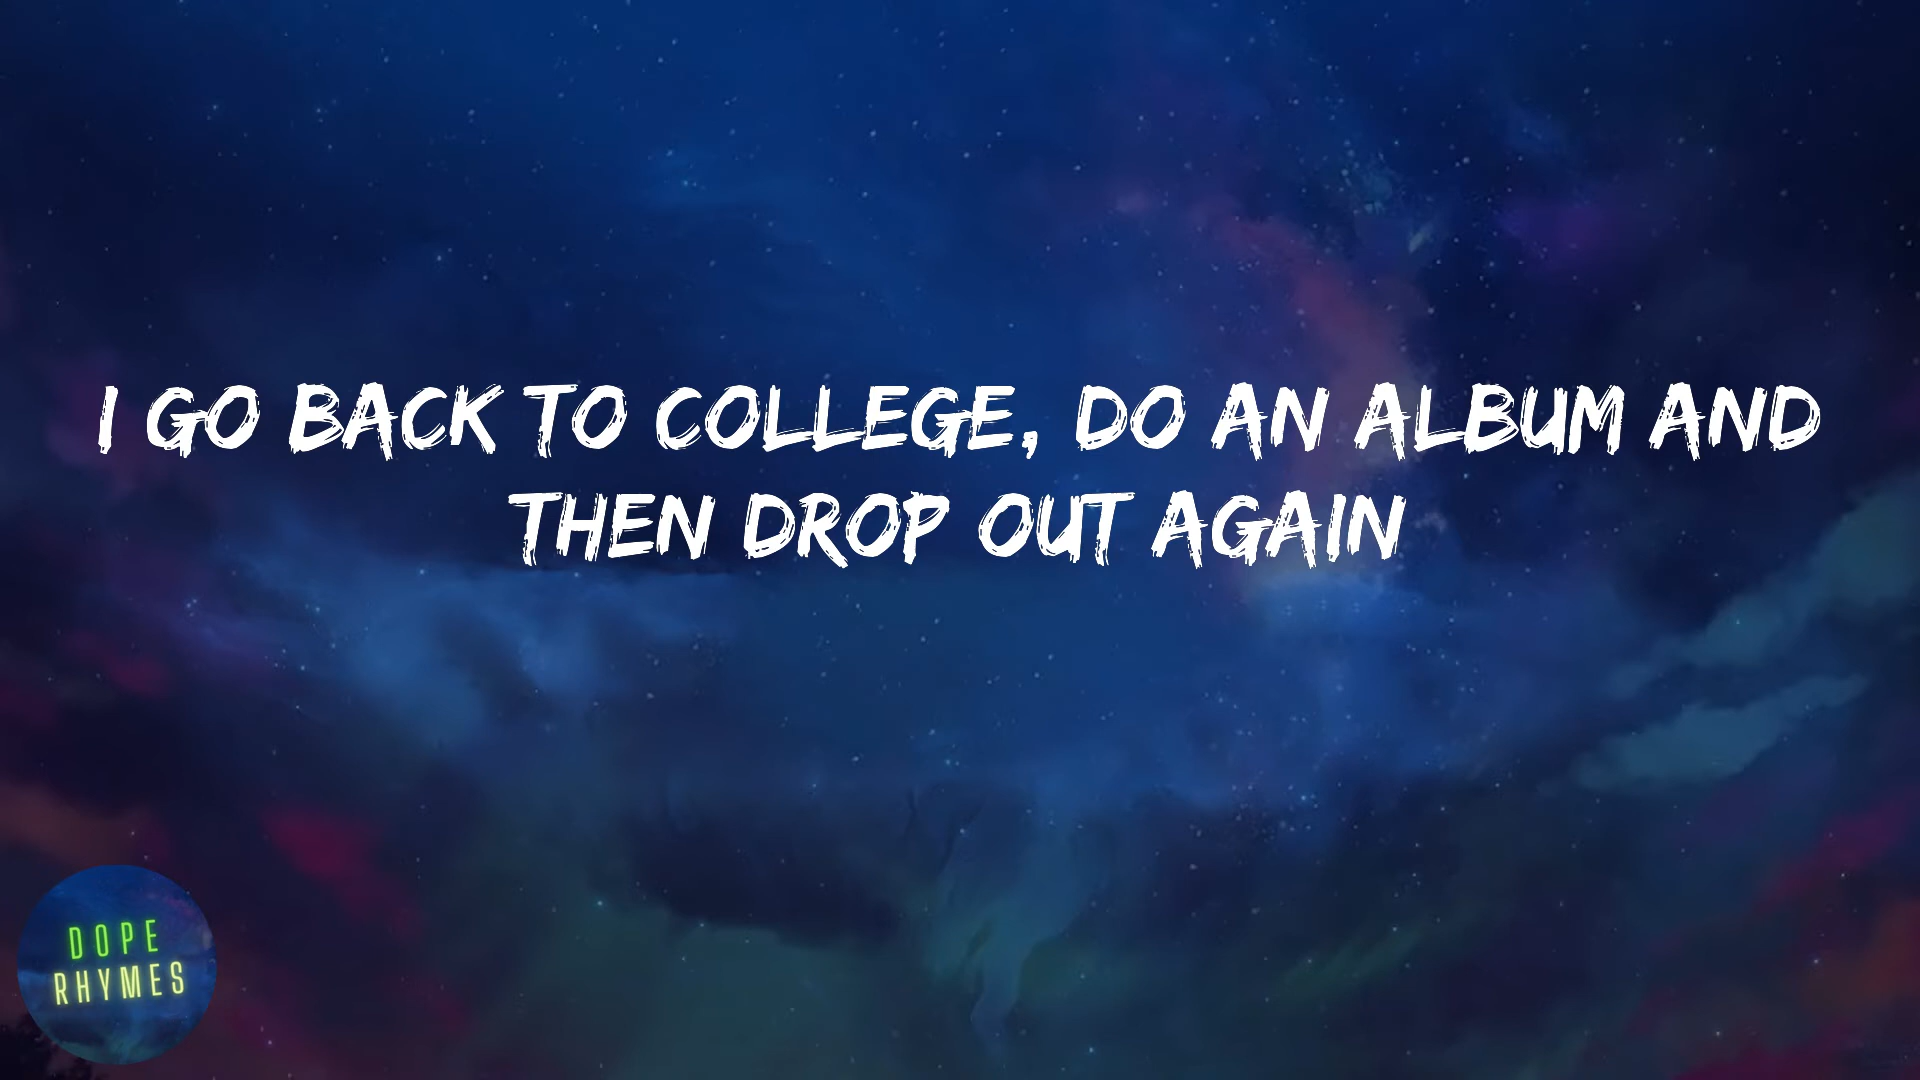 I GO BACK TO COLLEGE, DO AN ALBUM AND
THEN DROP OUT AGAIN
DOPE
RHYMES